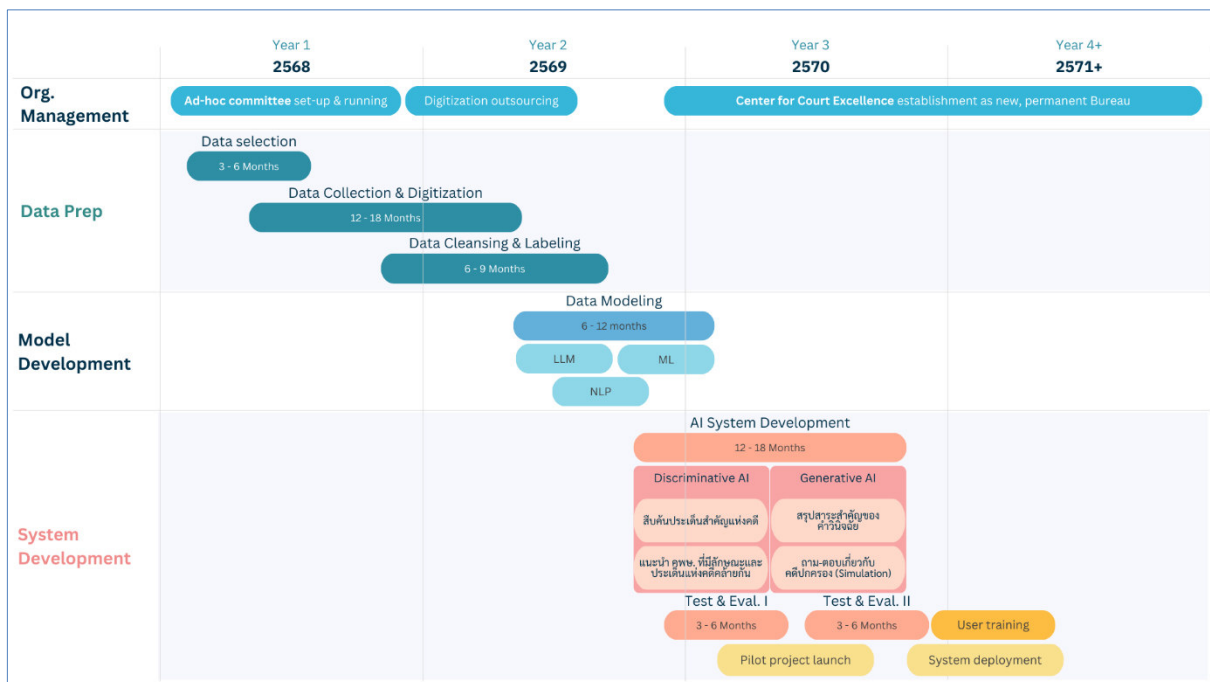 Year 1
2568
Year 2
2569
Year 3
2570
Year 4+
2571+
Org.
Management
Ad-hoc committee set-up & running
Digitization outsourcing
Center for Court Excellence establishment as new, permanent Bureau
Data Prep
Data selection
3 - 6 Months
Data Collection & Digitization
12 - 18 Months
Data Cleansing & Labeling
6 - 9 Months
Model
Development
Data Modeling
6 - 12 months
LLM
ML
NLP
System
Development
AI System Development
12 - 18 Months
Discriminative AI
Generative AI
สืบค้นประเด็นสำคัญแห่งคดี
สรุปสาระสำคัญของ
คำวินิจฉัย
แนะนำ คพษ. ที่มีลักษณะและ
ประเด็นแห่งคดีคล้ายกัน
ถาม-ตอบเกี่ยวกับ
คดีปกครอง (Simulation)
Test & Eval. I
3 - 6 Months
Test & Eval. II
3 - 6 Months
User training
Pilot project launch
System deployment